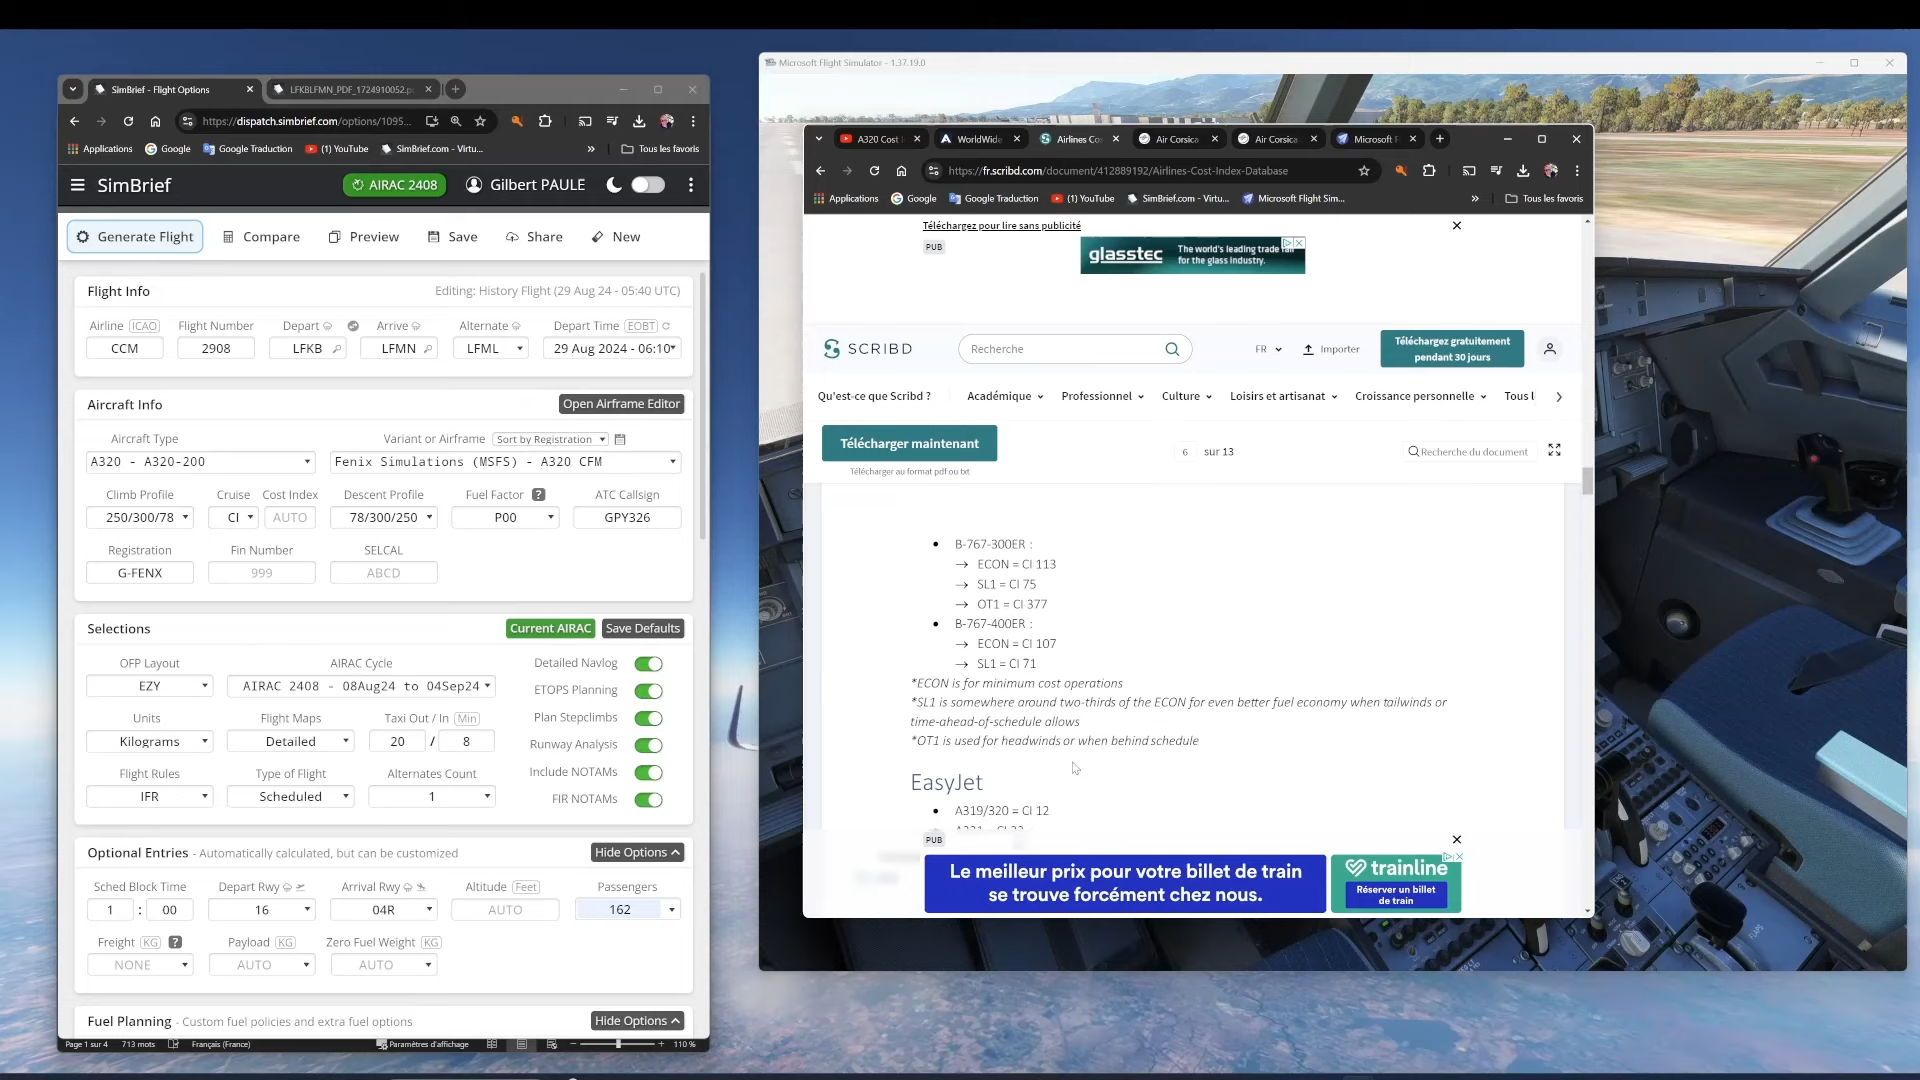 SimBrief - Flight Options
LFKBLFMN_PDF_1724910052.p
https://dispatch.simbrief.com/options/1095...
Applications
Google
Google Traduction
(1) YouTube
SimBrief.com - Virtu...
»
Tous les favoris
SimBrief
AIRAC 2408
Gilbert PAULE
Generate Flight
Compare
Preview
Save
Share
New
Flight Info
Editing: History Flight (29 Aug 24 - 05:40 UTC)
Airline ICAO Flight Number Depart Arrive Alternate Depart Time EOBT
CCM 2908 LFKB LFMN LFML 29 Aug 2024 - 06:10
Aircraft Info
Open Airframe Editor
Aircraft Type Variant or Airframe Sort by Registration
A320 - A320-200 Fenix Simulations (MSFS) - A320 CFM
Climb Profile Cruise Cost Index Descent Profile Fuel Factor ? ATC Callsign
250/300/78 CI AUTO 78/300/250 P00 GPY326
Registration Fin Number SELCAL
G-FENX 999 ABCD
Selections
Current AIRAC
Save Defaults
OFP Layout AIRAC Cycle Detailed Navlog
EZY AIRAC 2408 - 08Aug24 to 04Sep24 ETOPS Planning
Units Flight Maps Taxi Out / In Min Plan Stepclimbs
Kilograms Detailed 20 / 8 Runway Analysis
Flight Rules Type of Flight Alternates Count Include NOTAMs
IFR Scheduled 1 FIR NOTAMs
Optional Entries - Automatically calculated, but can be customized
Hide Options
Sched Block Time Depart Rwy Arrival Rwy Altitude Feet Passengers
1 : 00 16 04R AUTO 162
Freight KG ? Payload KG Zero Fuel Weight KG
NONE AUTO AUTO
Fuel Planning - Custom fuel policies and extra fuel options
Hide Options
Page 1 sur 4 713 mots Français (France) Paramètres d'affichage 110 %
Microsoft Flight Simulator - 1.37.19.0
A320 Cost
WorldWide
Airlines Co
Air Corsica
Air Corsica
Microsoft F
https://fr.scribd.com/document/412889192/Airlines-Cost-Index-Database
Applications
Google
Google Traduction
(1) YouTube
SimBrief.com - Virtu...
Microsoft Flight Sim...
»
Tous les favoris
Téléchargez pour lire sans publicité
PUB
glasstec
The world's leading trade fair
for the glass industry.
SCRIBD
Recherche
FR
Importer
Téléchargez gratuitement
pendant 30 jours
Qu'est-ce que Scribd ?
Académique
Professionnel
Culture
Loisirs et artisanat
Croissance personnelle
Tous l
Télécharger maintenant
Télécharger au format pdf ou txt
6 sur 13
Recherche du document
• B-767-300ER :
→ ECON = CI 113
→ SL1 = CI 75
→ OT1 = CI 377
• B-767-400ER :
→ ECON = CI 107
→ SL1 = CI 71
*ECON is for minimum cost operations
*SL1 is somewhere around two-thirds of the ECON for even better fuel economy when tailwinds or
time-ahead-of-schedule allows
*OT1 is used for headwinds or when behind schedule
EasyJet
• A319/320 = CI 12
PUB
Le meilleur prix pour votre billet de train
se trouve forcément chez nous.
trainline
Réserver un billet
de train